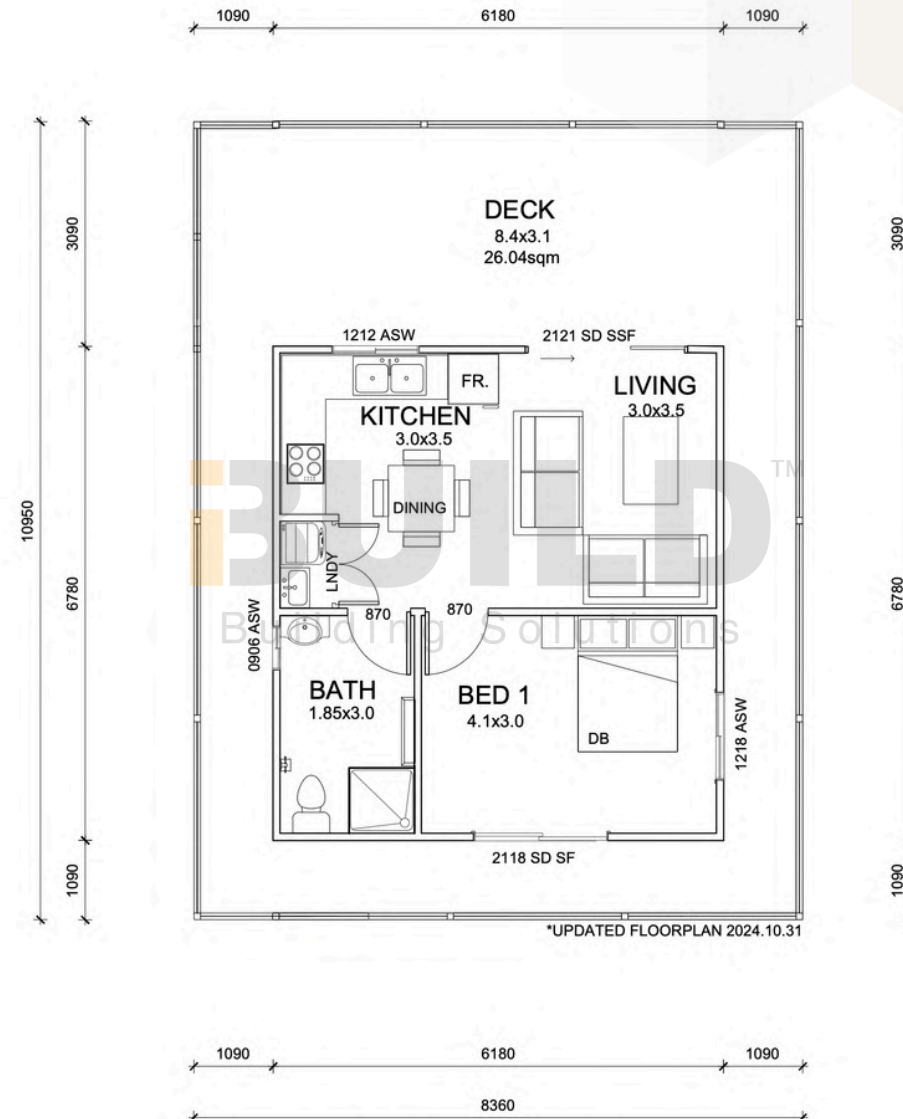 1090
6180
1090
3090
3090
DECK
8.4x3.1
26.04sqm
1212 ASW
2121 SD SSF
FR.
LIVING
3.0x3.5
KITCHEN
3.0x3.5
iBUILD™
DINING
10950
6780
6780
LNDY
870
870
0906 ASW
Building Solutions
BATH
1.85x3.0
BED 1
4.1x3.0
1218 ASW
DB
2118 SD SF
1090
1090
*UPDATED FLOORPLAN 2024.10.31
1090
6180
1090
8360